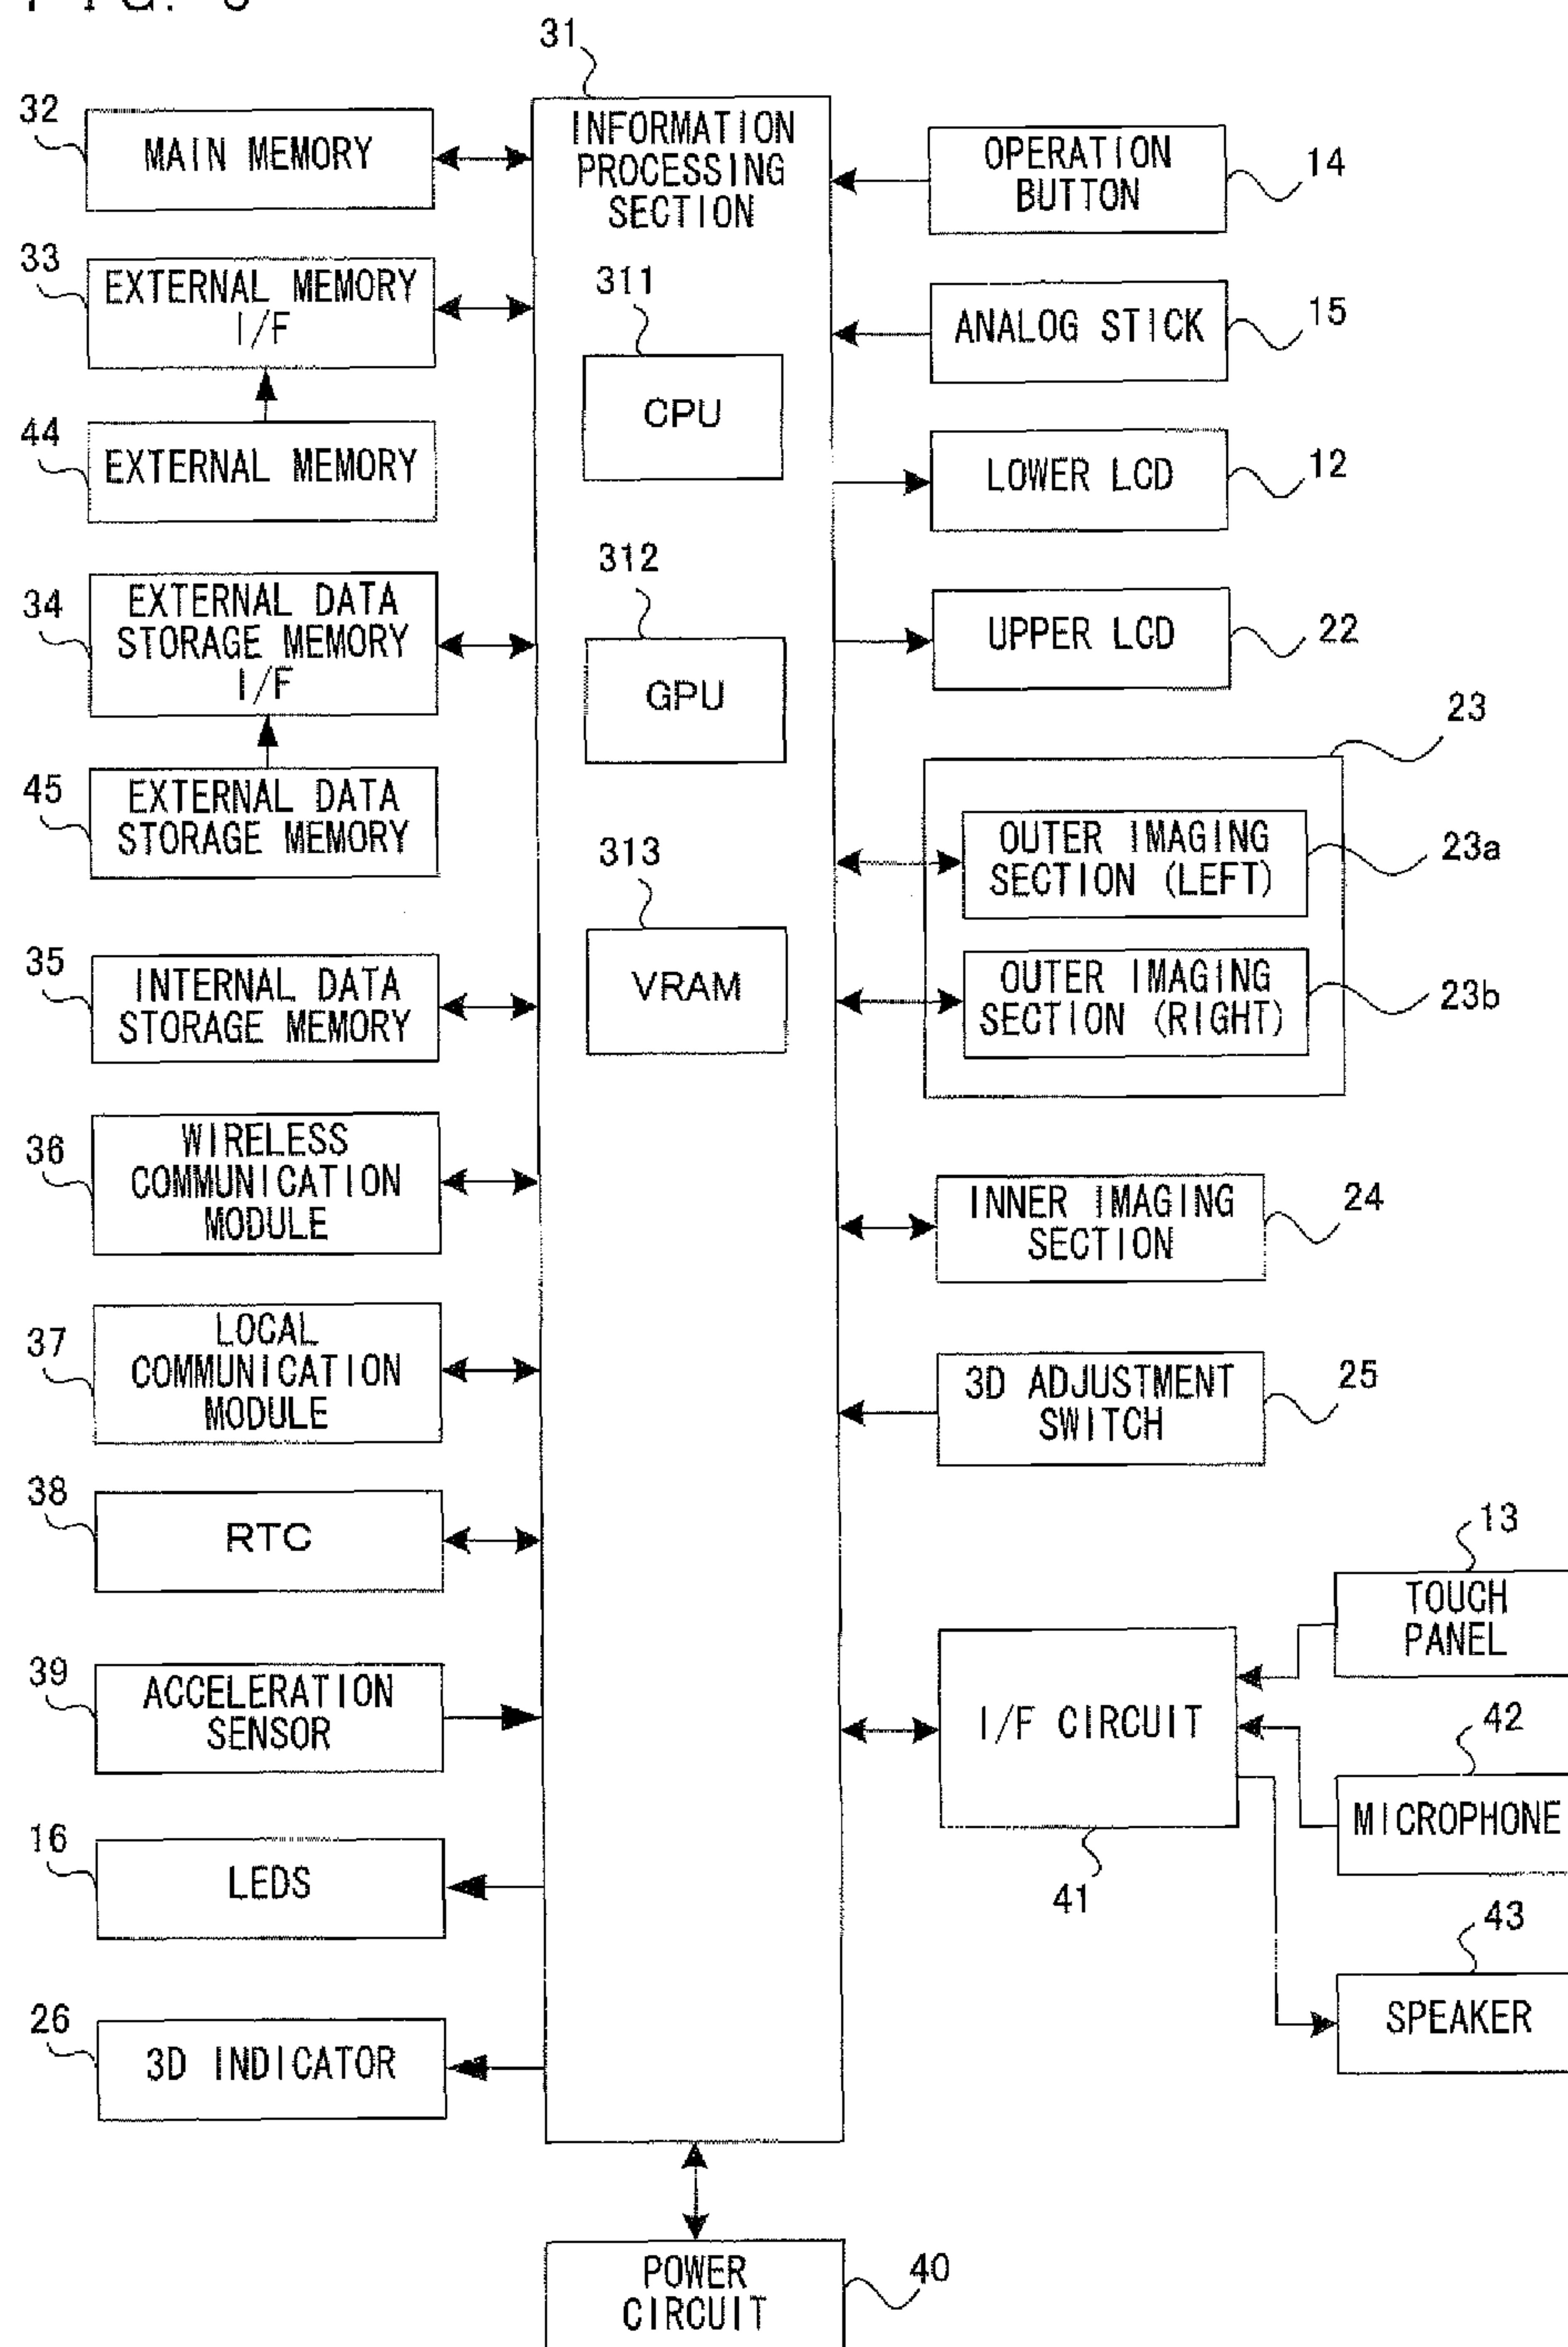 31
32
MAIN MEMORY
INFORMATION
PROCESSING
SECTION
OPERATION
BUTTON
14
33
EXTERNAL MEMORY
I/F
311
CPU
ANALOG STICK
15
44
EXTERNAL MEMORY
LOWER LCD
12
34
EXTERNAL DATA
STORAGE MEMORY
I/F
312
GPU
UPPER LCD
22
45
EXTERNAL DATA
STORAGE MEMORY
313
VRAM
23
OUTER IMAGING
SECTION (LEFT)
23a
OUTER IMAGING
SECTION (RIGHT)
23b
35
INTERNAL DATA
STORAGE MEMORY
36
WIRELESS
COMMUNICATION
MODULE
INNER IMAGING
SECTION
24
37
LOCAL
COMMUNICATION
MODULE
3D ADJUSTMENT
SWITCH
25
38
RTC
13
TOUCH
PANEL
39
ACCELERATION
SENSOR
I/F CIRCUIT
41
42
MICROPHONE
16
LEDS
43
SPEAKER
26
3D INDICATOR
POWER
CIRCUIT
40